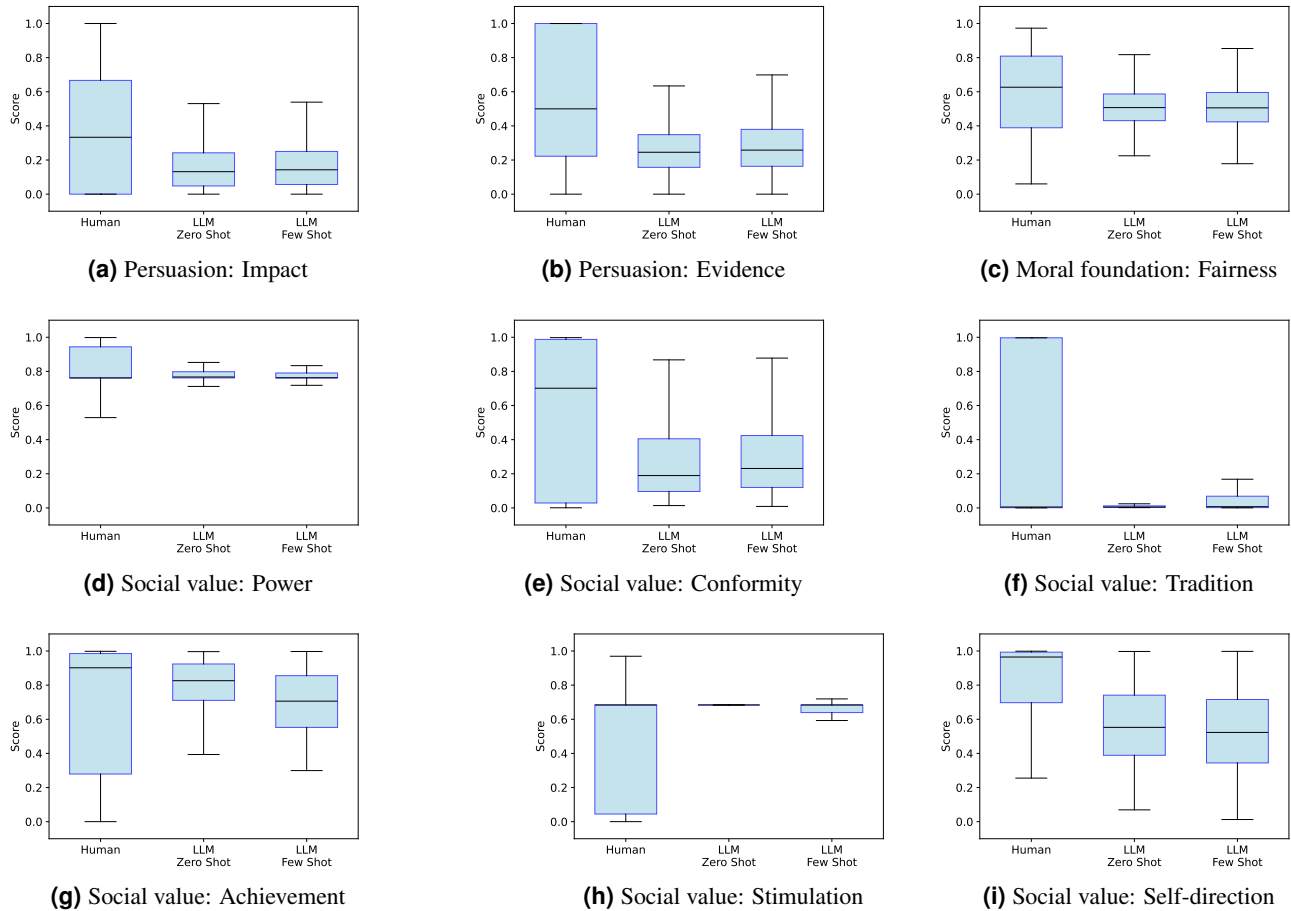 1.0
0.8
0.6
0.4
0.2
0.0
Score
Human
LLM
Zero Shot
LLM
Few Shot
(a) Persuasion: Impact
1.0
0.8
0.6
0.4
0.2
0.0
Score
Human
LLM
Zero Shot
LLM
Few Shot
(b) Persuasion: Evidence
1.0
0.8
0.6
0.4
0.2
0.0
Score
Human
LLM
Zero Shot
LLM
Few Shot
(c) Moral foundation: Fairness
1.0
0.8
0.6
0.4
0.2
0.0
Score
Human
LLM
Zero Shot
LLM
Few Shot
(d) Social value: Power
1.0
0.8
0.6
0.4
0.2
0.0
Score
Human
LLM
Zero Shot
LLM
Few Shot
(e) Social value: Conformity
1.0
0.8
0.6
0.4
0.2
0.0
Score
Human
LLM
Zero Shot
LLM
Few Shot
(f) Social value: Tradition
1.0
0.8
0.6
0.4
0.2
0.0
Score
Human
LLM
Zero Shot
LLM
Few Shot
(g) Social value: Achievement
1.0
0.8
0.6
0.4
0.2
0.0
Score
Human
LLM
Zero Shot
LLM
Few Shot
(h) Social value: Stimulation
1.0
0.8
0.6
0.4
0.2
0.0
Score
Human
LLM
Zero Shot
LLM
Few Shot
(i) Social value: Self-direction